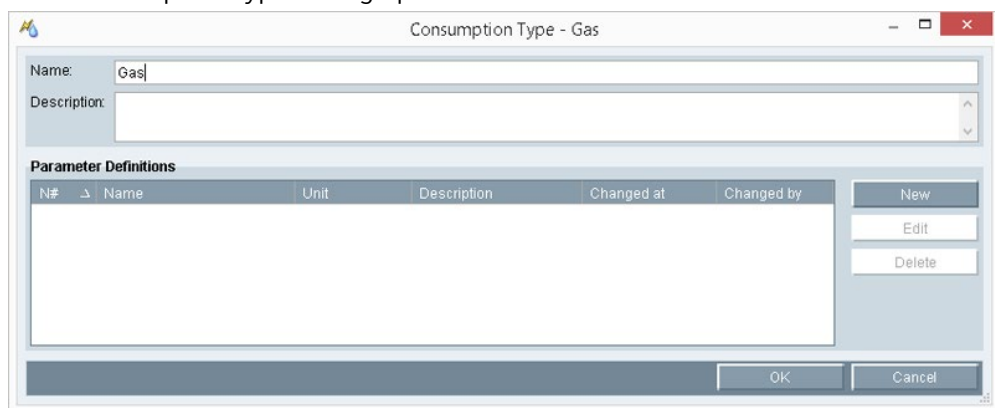 Consumption Type - Gas
Name: Gas
Description:
Parameter Definitions
N# Name Unit Description Changed at Changed by
New
Edit
Delete
OK Cancel